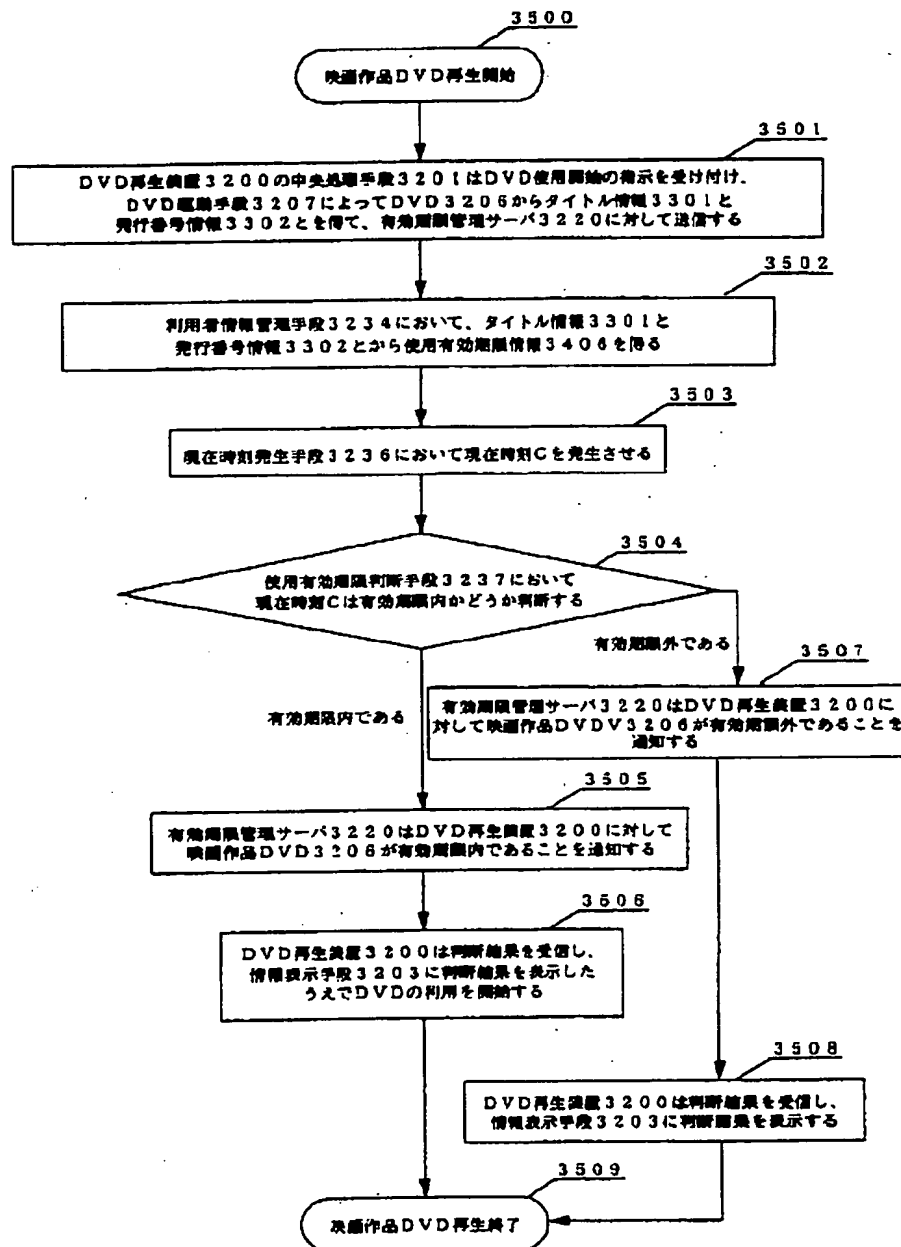 3500
映画作品DVD再生開始
3501
DVD再生装置3200の中央処理手段3201はDVD使用開始の指示を受け付け、
DVD駆動手段3207によってDVD3206からタイトル情報3301と
発行番号情報3302とを得て、有効期限管理サーバ3220に対して送信する
3502
利用者情報管理手段3234において、タイトル情報3301と
発行番号情報3302とから使用有効期限情報3406を得る
3503
現在時刻発生手段3236において現在時刻Cを発生させる
3504
使用有効期限判断手段3237において
現在時刻Cは有効期限内かどうか判断する
有効期限外である
3507
有効期限管理サーバ3220はDVD再生装置3200に
対して映画作品DVDV3206が有効期限外であることを
通知する
有効期限内である
3505
有効期限管理サーバ3220はDVD再生装置3200に対して
映画作品DVD3206が有効期限内であることを通知する
3506
DVD再生装置3200は判断結果を受信し、
情報表示手段3203に判断結果を表示した
うえでDVDの利用を開始する
3508
DVD再生装置3200は判断結果を受信し、
情報表示手段3203に判断結果を表示する
3509
映画作品DVD再生終了